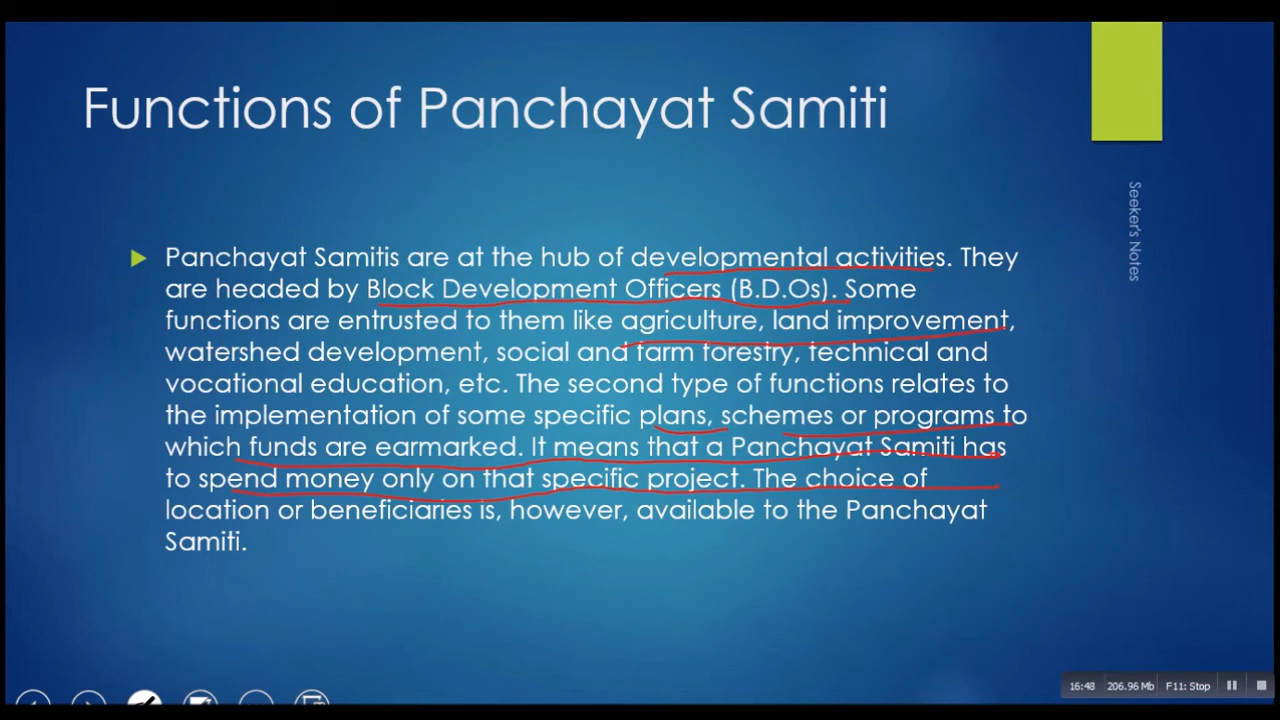 Functions of Panchayat Samiti
Panchayat Samitis are at the hub of developmental activities. They
are headed by Block Development Officers (B.D.Os). Some
functions are entrusted to them like agriculture, land improvement,
watershed development, social and farm forestry, technical and
vocational education, etc. The second type of functions relates to
the implementation of some specific plans, schemes or programs to
which funds are earmarked. It means that a Panchayat Samiti has
to spend money only on that specific project. The choice of
location or beneficiaries is, however, available to the Panchayat
Samiti.
Seeker's Notes
16:48 206.96 Mb F11: Stop